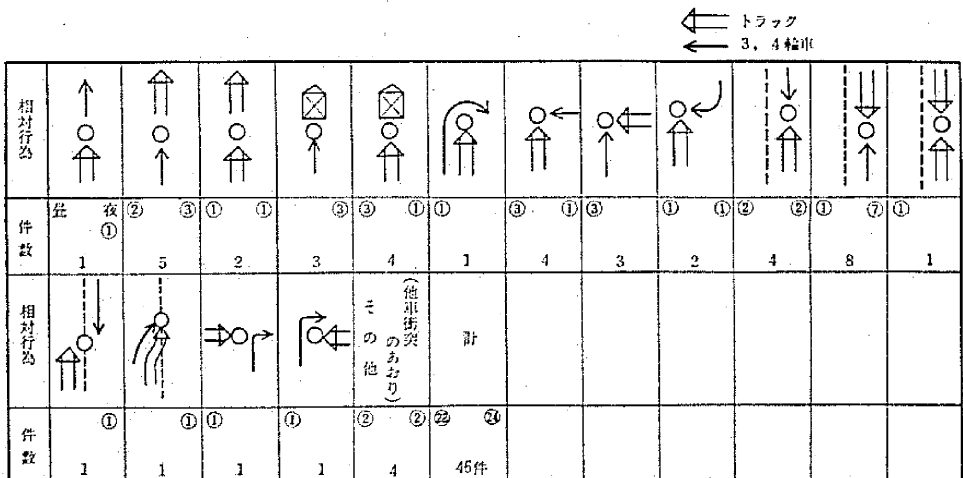 トラック
3，4輪車
相対行為
件数
昼 夜
① ② ③ ① ① ③ ③ ① ① ③ ① ③ ① ① ② ② ① ⑦ ①
1 5 2 3 4 1 4 3 2 4 8 1
相対行為
その他
(他車衝突
のあおり)
計
件数
① ① ① ① ② ② ㉒ ㉔
1 1 1 1 4 46件